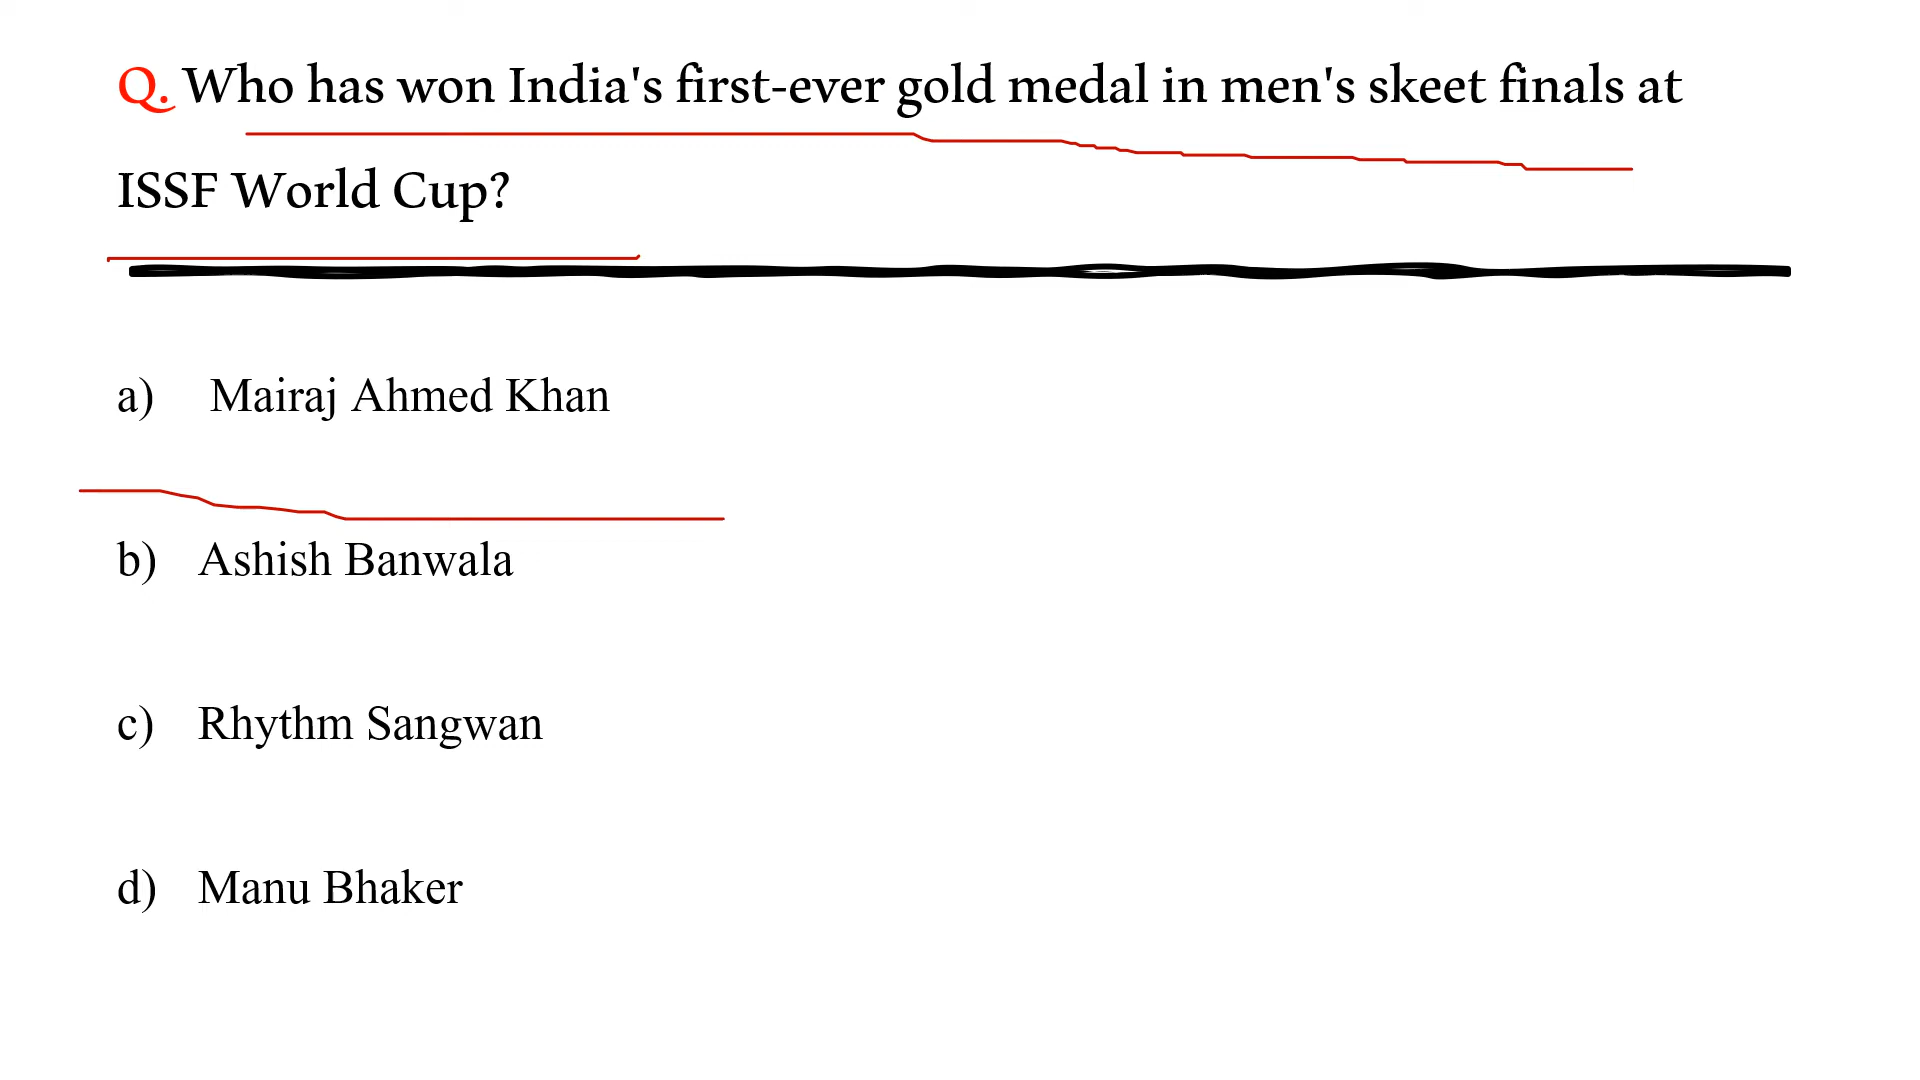 Q. Who has won India's first-ever gold medal in men's skeet finals at
ISSF World Cup?
a) Mairaj Ahmed Khan
b) Ashish Banwala
c) Rhythm Sangwan
d) Manu Bhaker